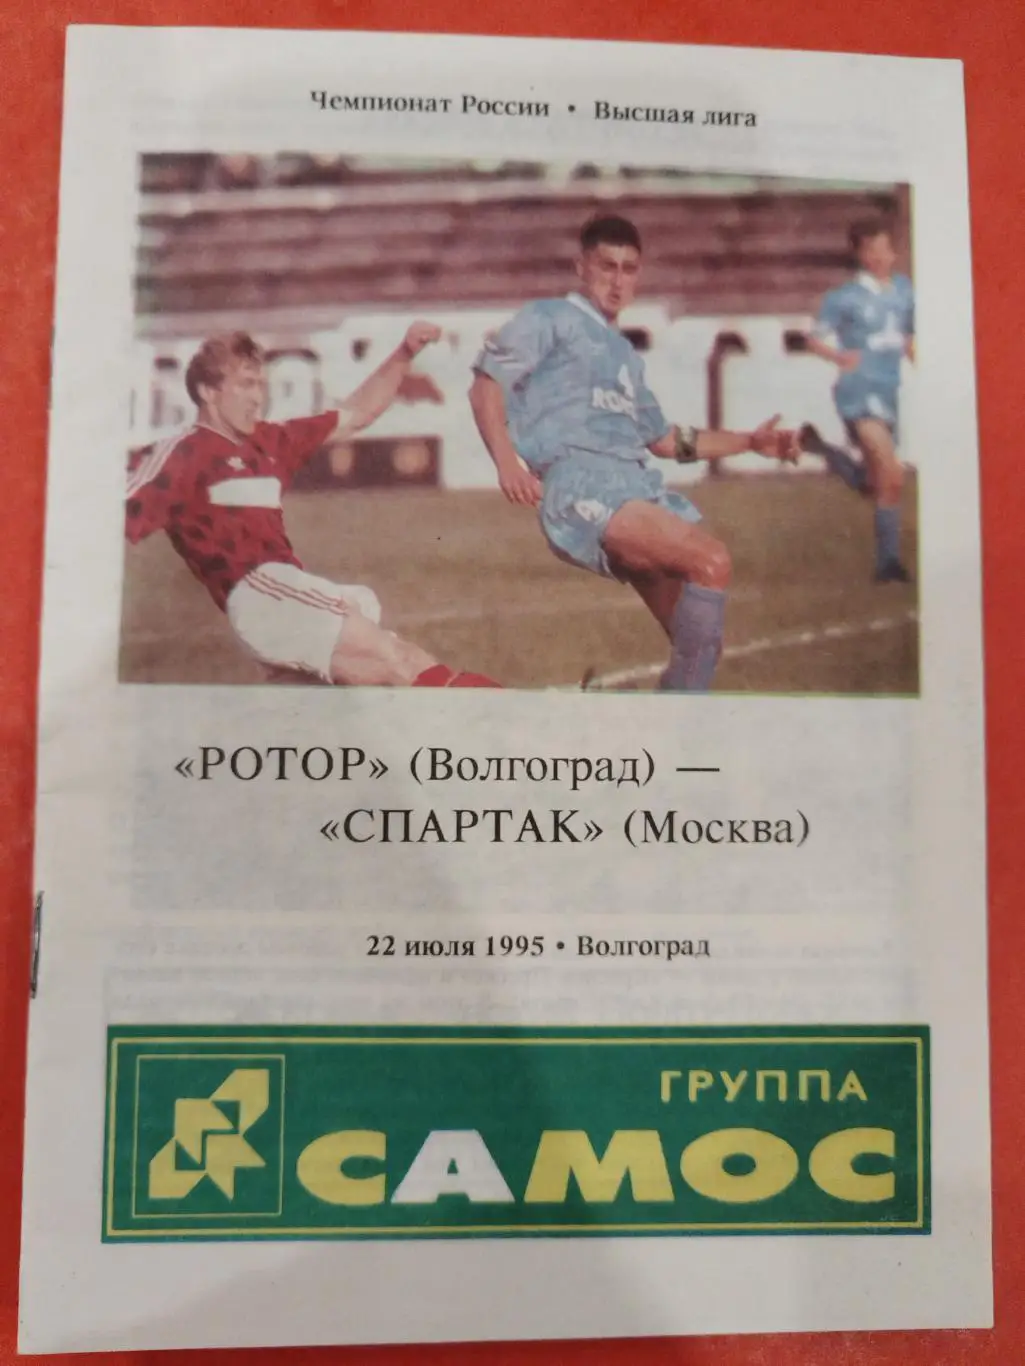 Чемпионат России • Высшая лига
«РОТОР» (Волгоград) —
«СПАРТАК» (Москва)
22 июля 1995 • Волгоград
ГРУППА
САМОС